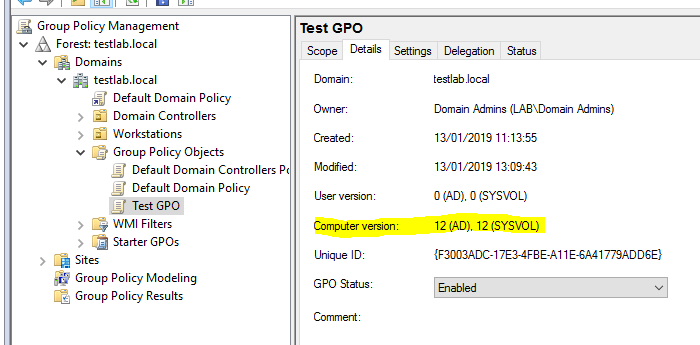 Group Policy Management
Forest: testlab.local
Domains
testlab.local
Default Domain Policy
Domain Controllers
Workstations
Group Policy Objects
Default Domain Controllers Po
Default Domain Policy
Test GPO
WMI Filters
Starter GPOs
Sites
Group Policy Modeling
Group Policy Results
Test GPO
Scope Details Settings Delegation Status
Domain: testlab.local
Owner: Domain Admins (LAB\Domain Admins)
Created: 13/01/2019 11:13:55
Modified: 13/01/2019 13:09:43
User version: 0 (AD), 0 (SYSVOL)
Computer version: 12 (AD), 12 (SYSVOL)
Unique ID: {F3003ADC-17E3-4FBE-A11E-6A41779ADD6E}
GPO Status: Enabled
Comment: